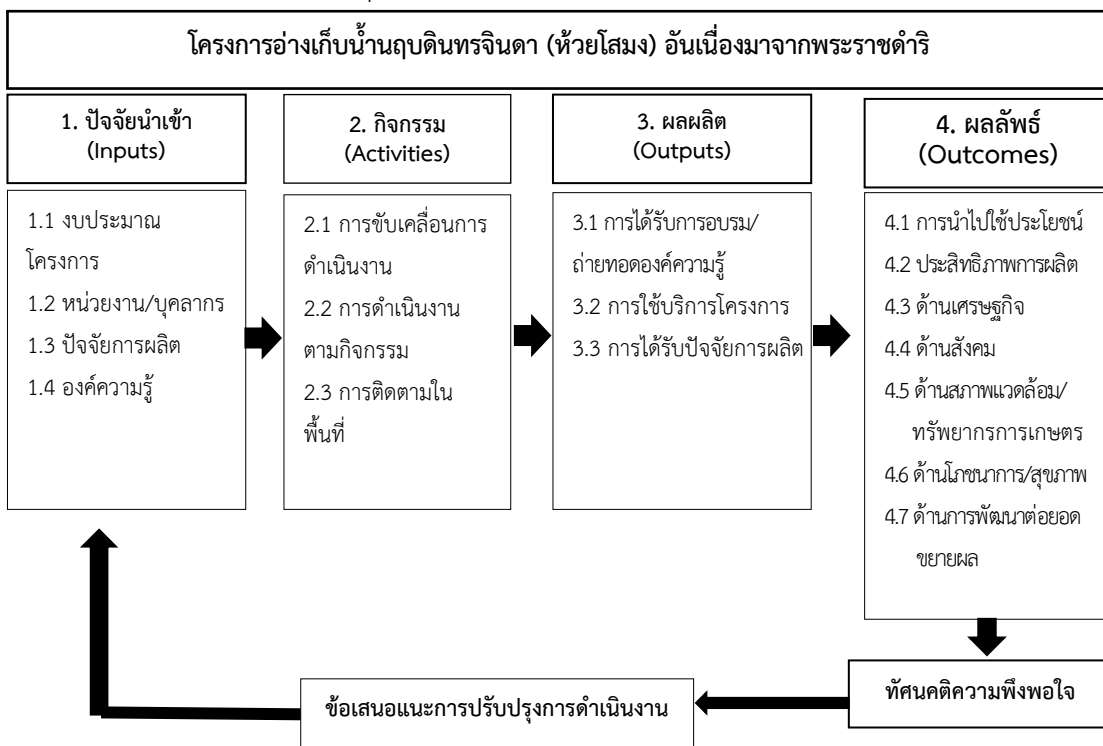 โครงการอ่างเก็บน้ำนฤบดินทรจินดา (ห้วยโสมง) อันเนื่องมาจากพระราชดำริ
1. ปัจจัยนำเข้า
(Inputs)
1.1 งบประมาณ
โครงการ
1.2 หน่วยงาน/บุคลากร
1.3 ปัจจัยการผลิต
1.4 องค์ความรู้
2. กิจกรรม
(Activities)
2.1 การขับเคลื่อนการ
ดำเนินงาน
2.2 การดำเนินงาน
ตามกิจกรรม
2.3 การติดตามใน
พื้นที่
3. ผลผลิต
(Outputs)
3.1 การได้รับการอบรม/
ถ่ายทอดองค์ความรู้
3.2 การใช้บริการโครงการ
3.3 การได้รับปัจจัยการผลิต
4. ผลลัพธ์
(Outcomes)
4.1 การนำไปใช้ประโยชน์
4.2 ประสิทธิภาพการผลิต
4.3 ด้านเศรษฐกิจ
4.4 ด้านสังคม
4.5 ด้านสภาพแวดล้อม/
ทรัพยากรการเกษตร
4.6 ด้านโภชนาการ/สุขภาพ
4.7 ด้านการพัฒนาต่อยอด
ขยายผล
ทัศนคติความพึงพอใจ
ข้อเสนอแนะการปรับปรุงการดำเนินงาน